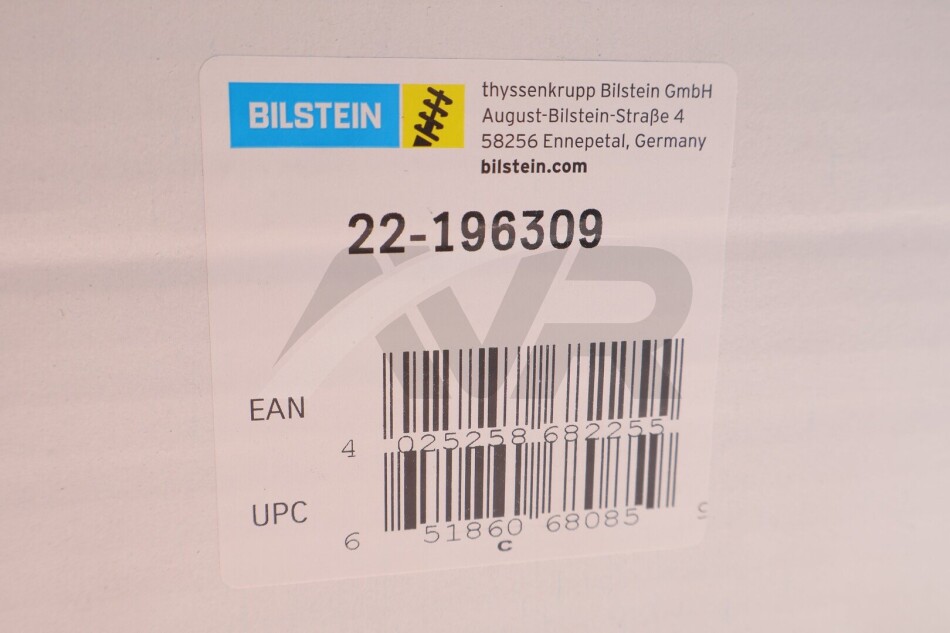 BILSTEIN
thyssenkrupp Bilstein GmbH
August-Bilstein-Straße 4
58256 Ennepetal, Germany
bilstein.com
22-196309
AVR
EAN
4 025258 682255
UPC
6 51860 68085 9
C